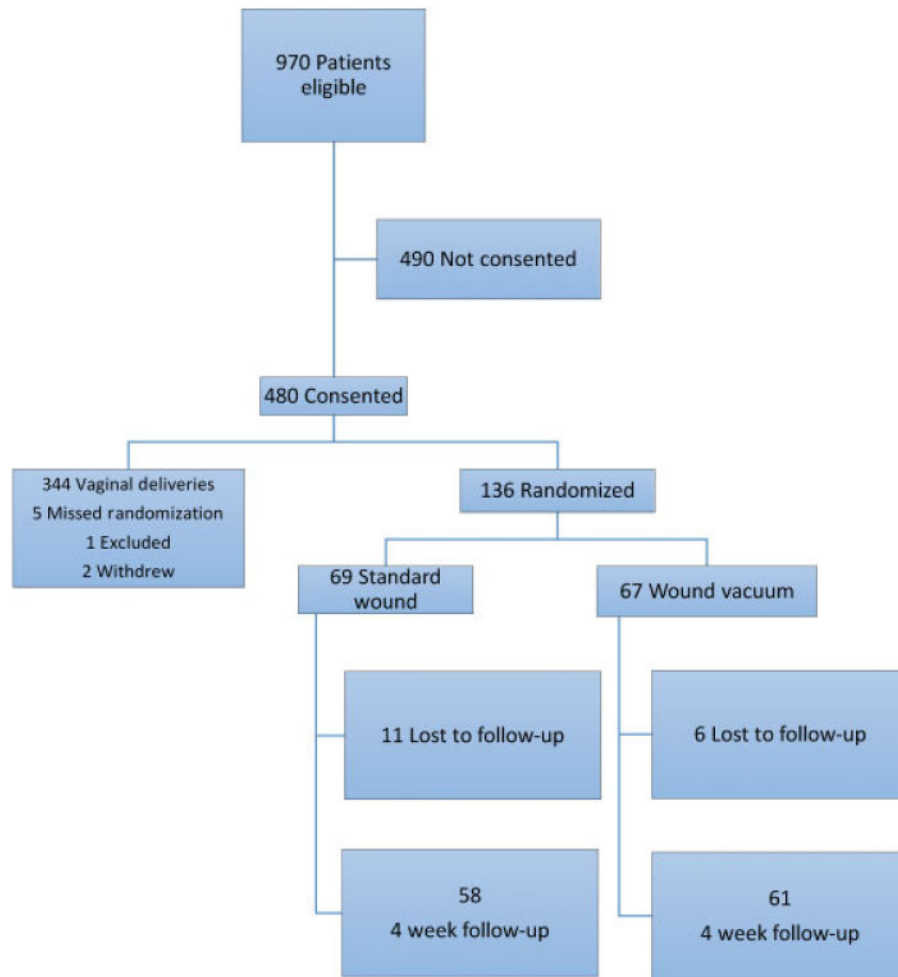 970 Patients
eligible
490 Not consented
480 Consented
344 Vaginal deliveries
5 Missed randomization
1 Excluded
2 Withdrew
136 Randomized
69 Standard
wound
67 Wound vacuum
11 Lost to follow-up
6 Lost to follow-up
58
4 week follow-up
61
4 week follow-up